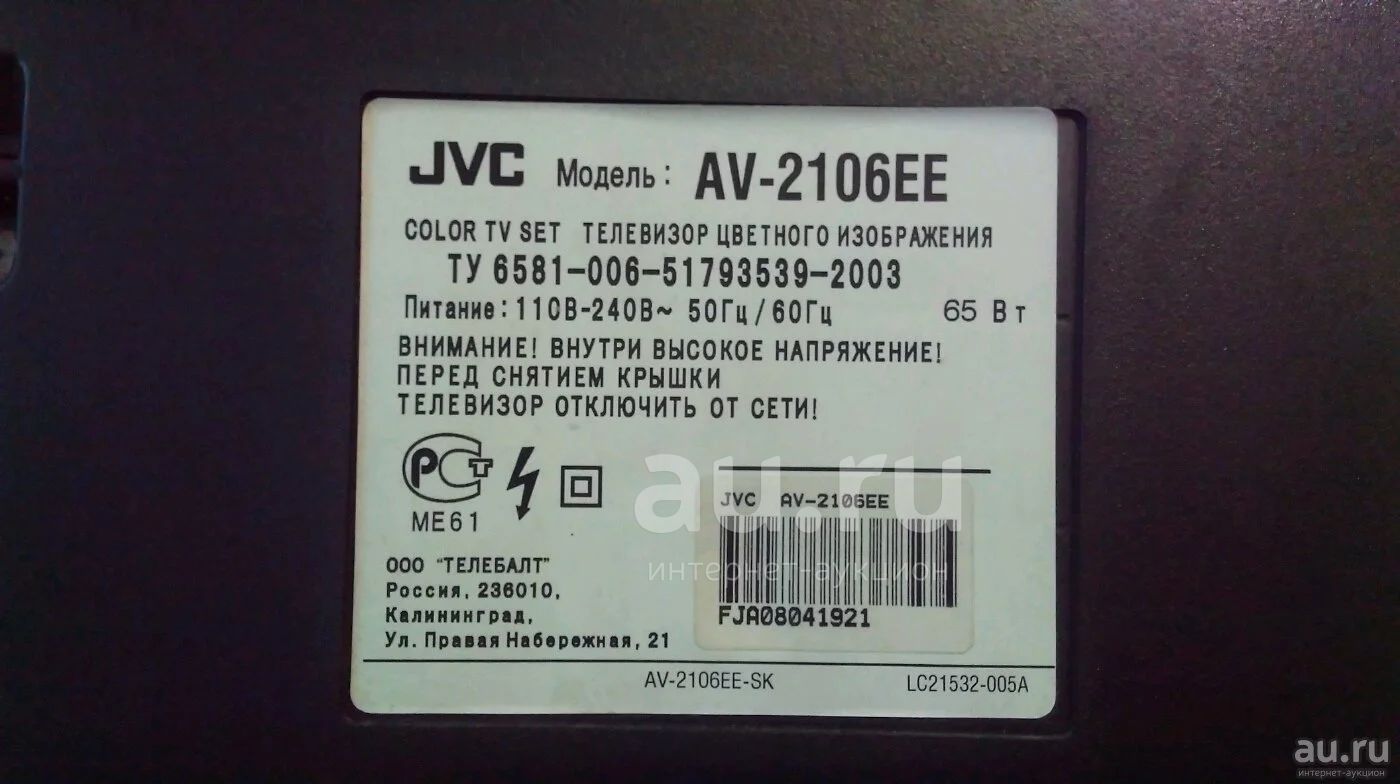 JVC Модель: AV-2106EE
COLOR TV SET ТЕЛЕВИЗОР ЦВЕТНОГО ИЗОБРАЖЕНИЯ
ТУ 6581-006-51793539-2003
Питание: 110В-240В~ 50Гц/60Гц 65 Вт
ВНИМАНИЕ! ВНУТРИ ВЫСОКОЕ НАПРЯЖЕНИЕ!
ПЕРЕД СНЯТИЕМ КРЫШКИ
ТЕЛЕВИЗОР ОТКЛЮЧИТЬ ОТ СЕТИ!
РСТ
МЕ61
ООО "ТЕЛЕБАЛТ"
Россия, 236010,
Калининград,
Ул. Правая Набережная, 21
JVC AV-2106EE
FJA08041921
AV-2106EE-SK LC21532-005A
au.ru
интернет-аукцион
au.ru
интернет-аукцион